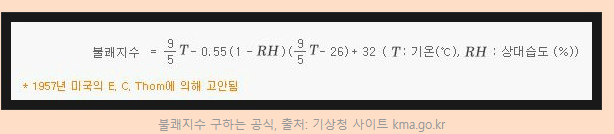 불쾌지수 = 9/5 T - 0.55(1 - RH)(9/5 T - 26) + 32 ( T : 기온(℃), RH : 상대습도 (%))
* 1957년 미국의 E, C, Thom에 의해 고안됨
불쾌지수 구하는 공식, 출처: 기상청 사이트 kma.go.kr